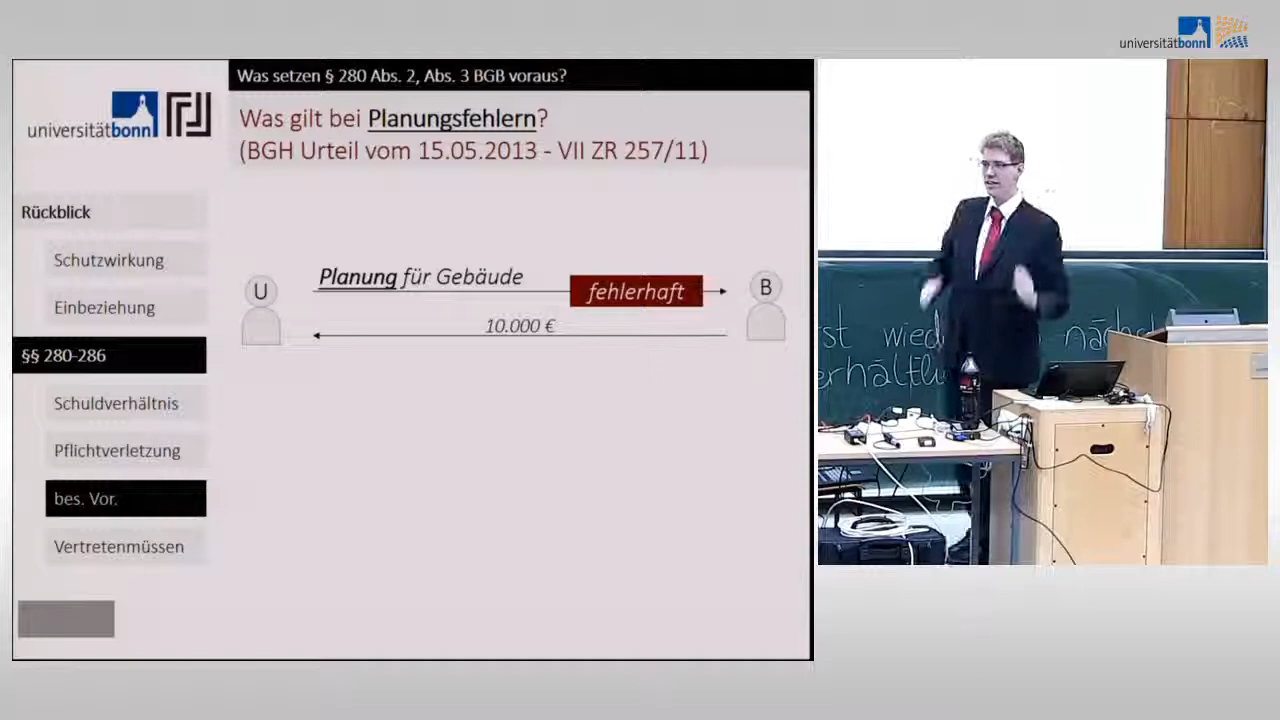 universitätbonn
Was setzen § 280 Abs. 2, Abs. 3 BGB voraus?
universitätbonn
Was gilt bei Planungsfehlern?
(BGH Urteil vom 15.05.2013 - VII ZR 257/11)
Rückblick
Schutzwirkung
Einbeziehung
§§ 280-286
Schuldverhältnis
Pflichtverletzung
bes. Vor.
Vertretenmüssen
U
Planung für Gebäude
fehlerhaft
B
10.000 €